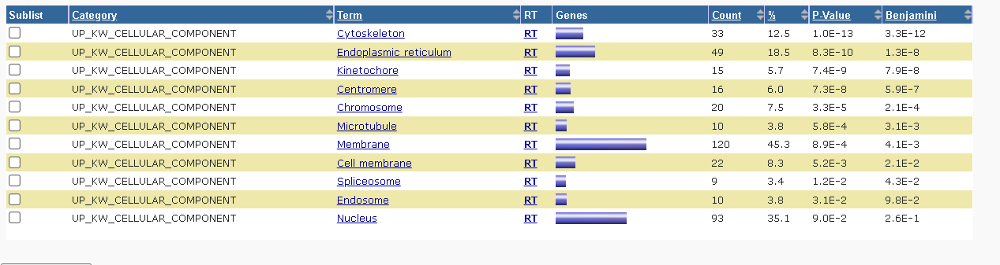 Sublist Category Term RT Genes Count % P-Value Benjamini
UP_KW_CELLULAR_COMPONENT Cytoskeleton RT 33 12.5 1.0E-13 3.3E-12
UP_KW_CELLULAR_COMPONENT Endoplasmic reticulum RT 49 18.5 8.3E-10 1.3E-8
UP_KW_CELLULAR_COMPONENT Kinetochore RT 15 5.7 7.4E-9 7.9E-8
UP_KW_CELLULAR_COMPONENT Centromere RT 16 6.0 7.3E-8 5.9E-7
UP_KW_CELLULAR_COMPONENT Chromosome RT 20 7.5 3.3E-5 2.1E-4
UP_KW_CELLULAR_COMPONENT Microtubule RT 10 3.8 5.8E-4 3.1E-3
UP_KW_CELLULAR_COMPONENT Membrane RT 120 45.3 8.9E-4 4.1E-3
UP_KW_CELLULAR_COMPONENT Cell membrane RT 22 8.3 5.2E-3 2.1E-2
UP_KW_CELLULAR_COMPONENT Spliceosome RT 9 3.4 1.2E-2 4.3E-2
UP_KW_CELLULAR_COMPONENT Endosome RT 10 3.8 3.1E-2 9.8E-2
UP_KW_CELLULAR_COMPONENT Nucleus RT 93 35.1 9.0E-2 2.6E-1